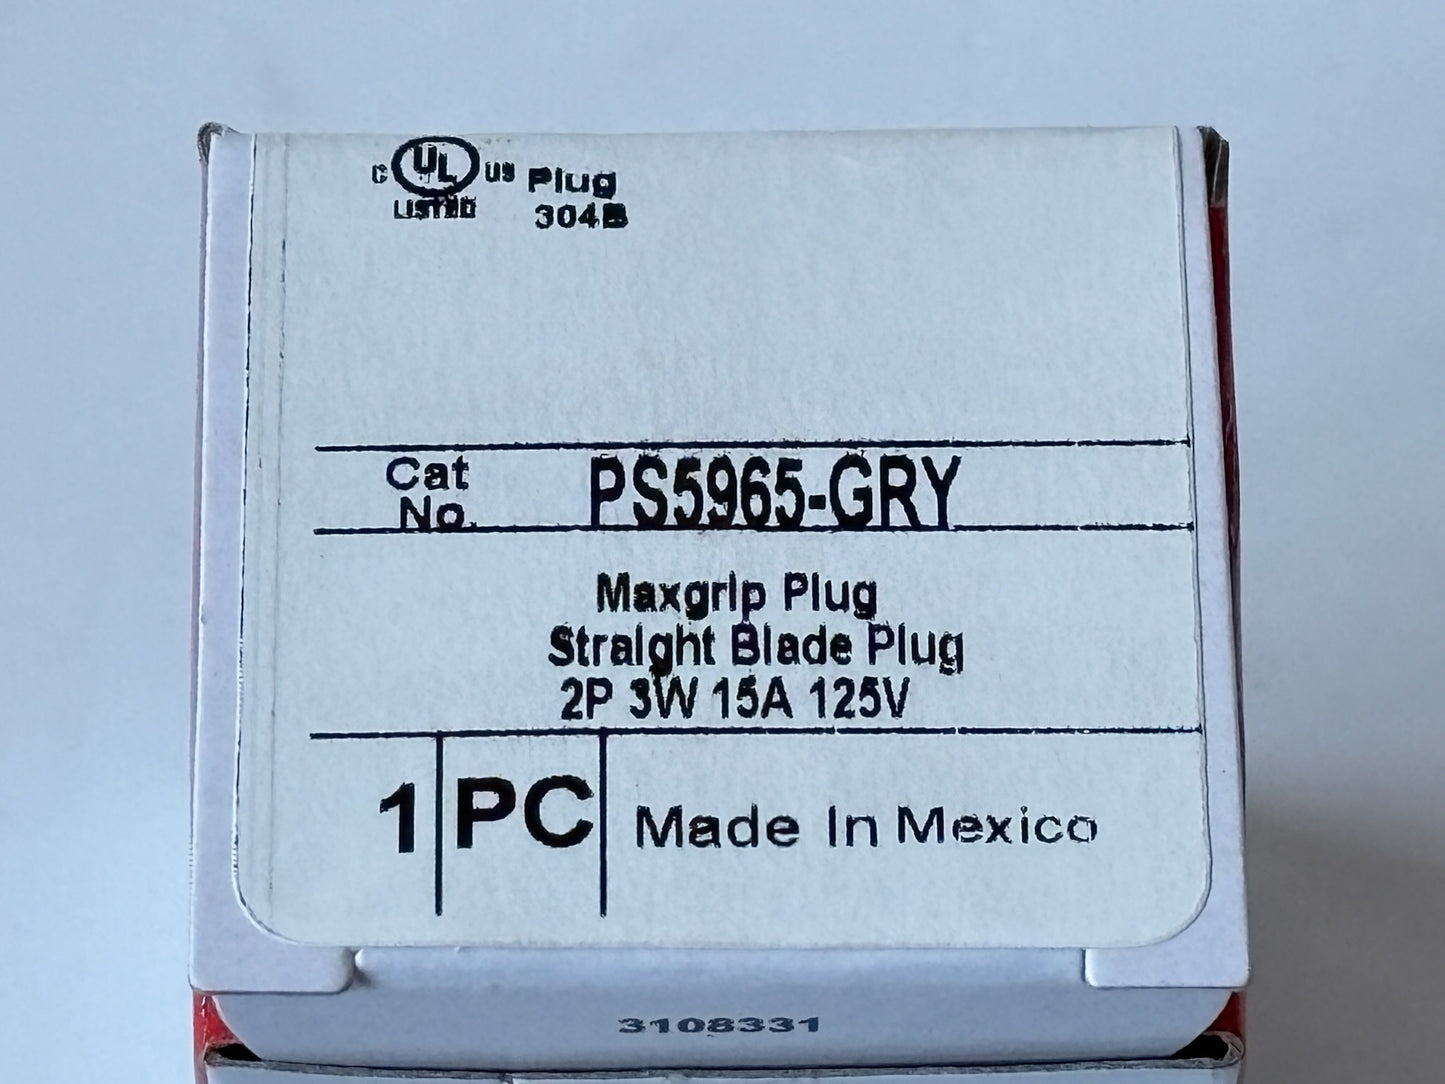 C UL US Plug
LISTED 304B
Cat
No. PS5965-GRY
Maxgrip Plug
Straight Blade Plug
2P 3W 15A 125V
1 PC Made In Mexico
3108331